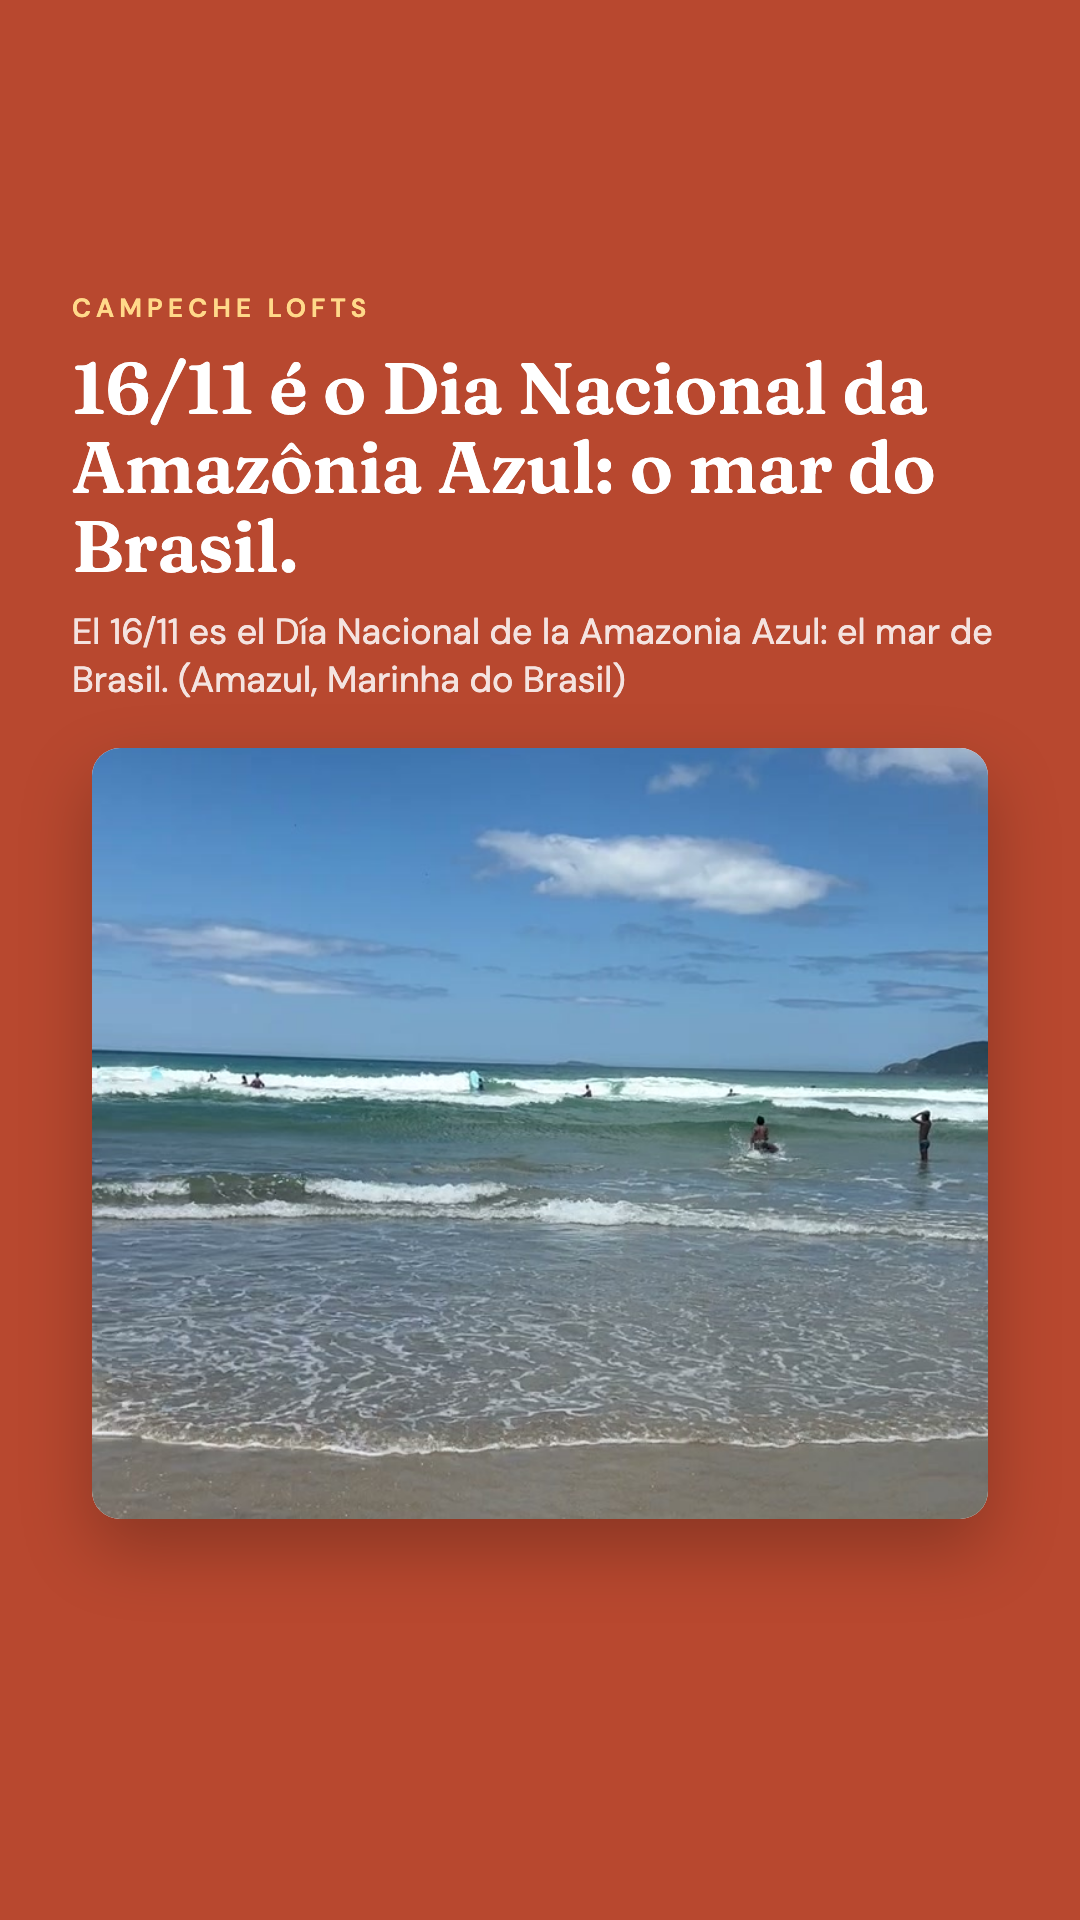 CAMPECHE LOFTS
16/11 é o Dia Nacional da
Amazônia Azul: o mar do
Brasil.
El 16/11 es el Día Nacional de la Amazonia Azul: el mar de
Brasil. (Amazul, Marinha do Brasil)